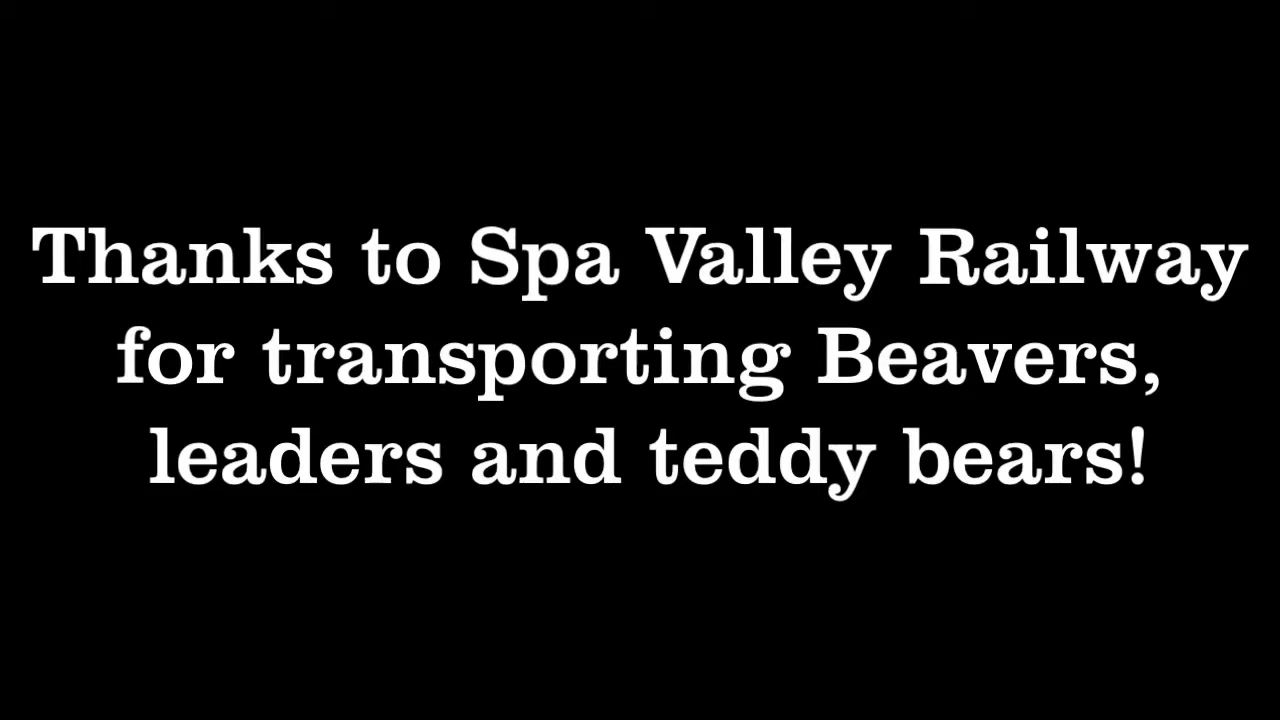 Thanks to Spa Valley Railway
for transporting Beavers,
leaders and teddy bears!